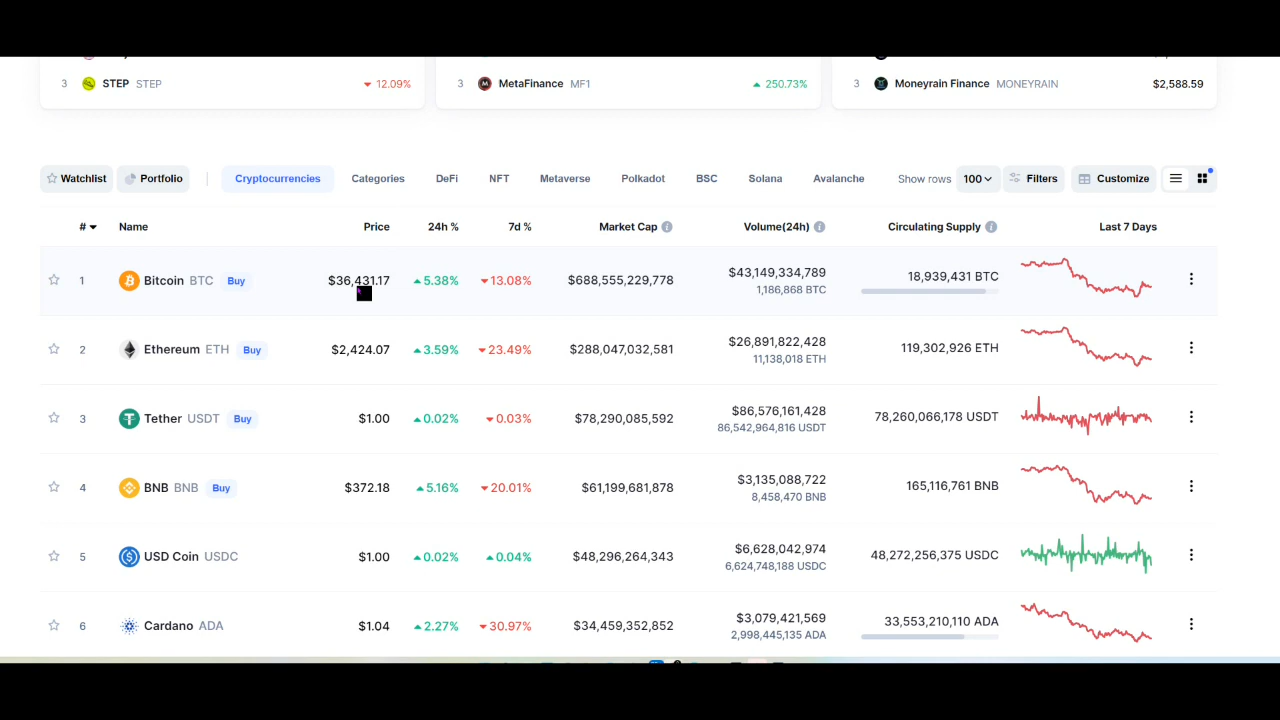 3 STEP STEP 12.09%
3 MetaFinance MF1 250.73%
3 Moneyrain Finance MONEYRAIN $2,588.59
Watchlist Portfolio Cryptocurrencies Categories DeFi NFT Metaverse Polkadot BSC Solana Avalanche Show rows 100 Filters Customize
# Name Price 24h % 7d % Market Cap Volume(24h) Circulating Supply Last 7 Days
1 Bitcoin BTC Buy $36,431.17 5.38% 13.08% $688,555,229,778 $43,149,334,789 18,939,431 BTC
1,186,868 BTC
2 Ethereum ETH Buy $2,424.07 3.59% 23.49% $288,047,032,581 $26,891,822,428 119,302,926 ETH
11,138,018 ETH
3 Tether USDT Buy $1.00 0.02% 0.03% $78,290,085,592 $86,576,161,428 78,260,066,178 USDT
86,542,964,816 USDT
4 BNB BNB Buy $372.18 5.16% 20.01% $61,199,681,878 $3,135,088,722 165,116,761 BNB
8,458,470 BNB
5 USD Coin USDC $1.00 0.02% 0.04% $48,296,264,343 $6,628,042,974 48,272,256,375 USDC
6,624,748,188 USDC
6 Cardano ADA $1.04 2.27% 30.97% $34,459,352,852 $3,079,421,569 33,553,210,110 ADA
2,998,445,135 ADA